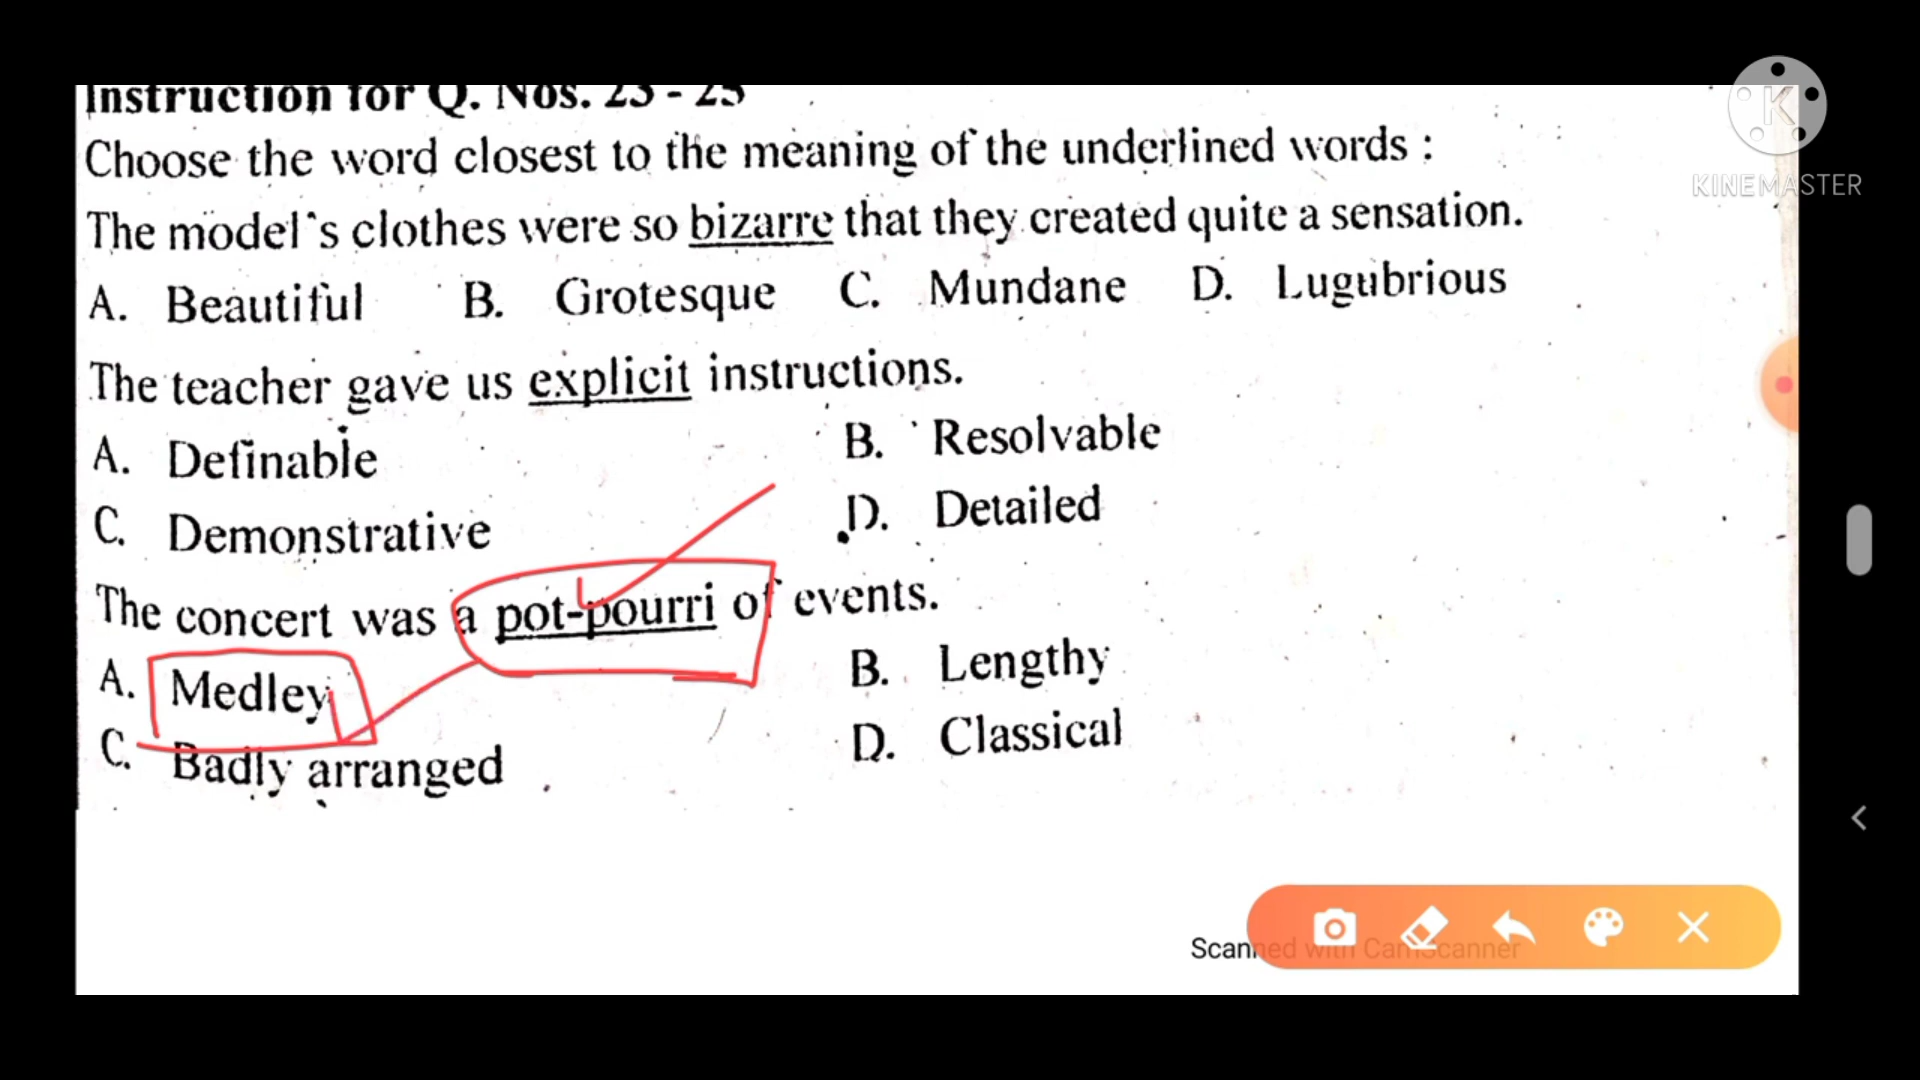 Instruction for Q. Nos. 23 - 25
KINEMASTER
Choose the word closest to the meaning of the underlined words :
The model's clothes were so bizarre that they created quite a sensation.
A. Beautiful B. Grotesque C. Mundane D. Lugubrious
The teacher gave us explicit instructions.
A. Definable B. Resolvable
C. Demonstrative D. Detailed
The concert was a pot-pourri of events.
A. Medley B. Lengthy
C. Badly arranged D. Classical
Scanned with CamScanner